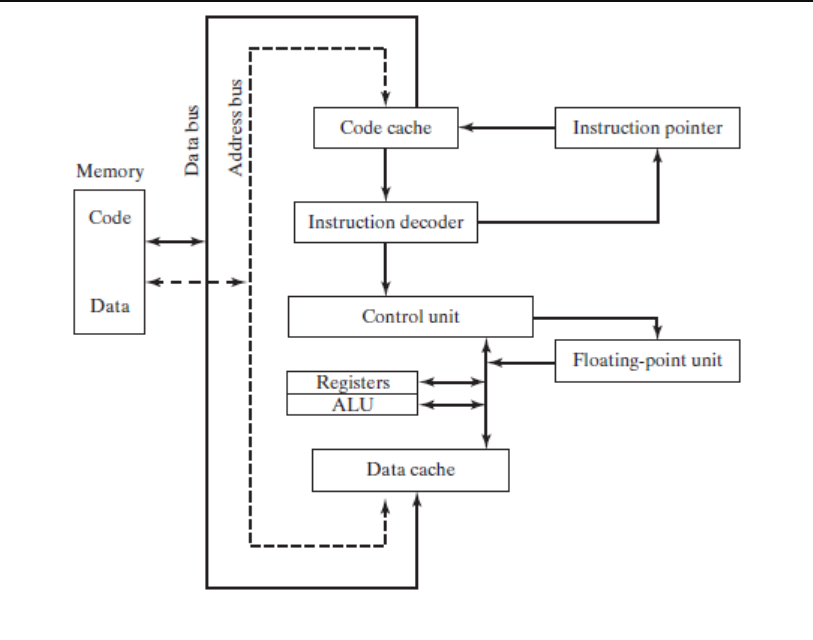 Data bus
Address bus
Code cache
Instruction pointer
Memory
Code
Data
Instruction decoder
Control unit
Floating-point unit
Registers
ALU
Data cache